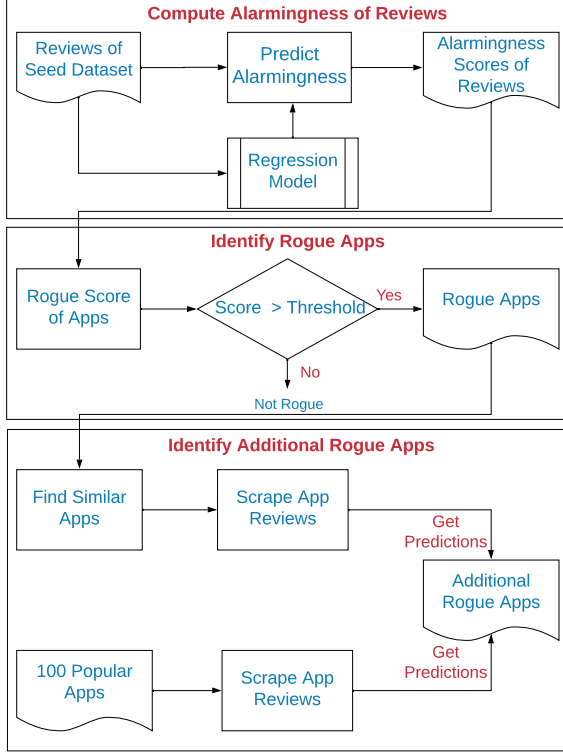 Compute Alarmingness of Reviews
Reviews of
Seed Dataset
Predict
Alarmingness
Alarmingness
Scores of
Reviews
Regression
Model
Identify Rogue Apps
Rogue Score
of Apps
Score > Threshold
Yes
Rogue Apps
No
Not Rogue
Identify Additional Rogue Apps
Find Similar
Apps
Scrape App
Reviews
Get
Predictions
Additional
Rogue Apps
100 Popular
Apps
Scrape App
Reviews
Get
Predictions